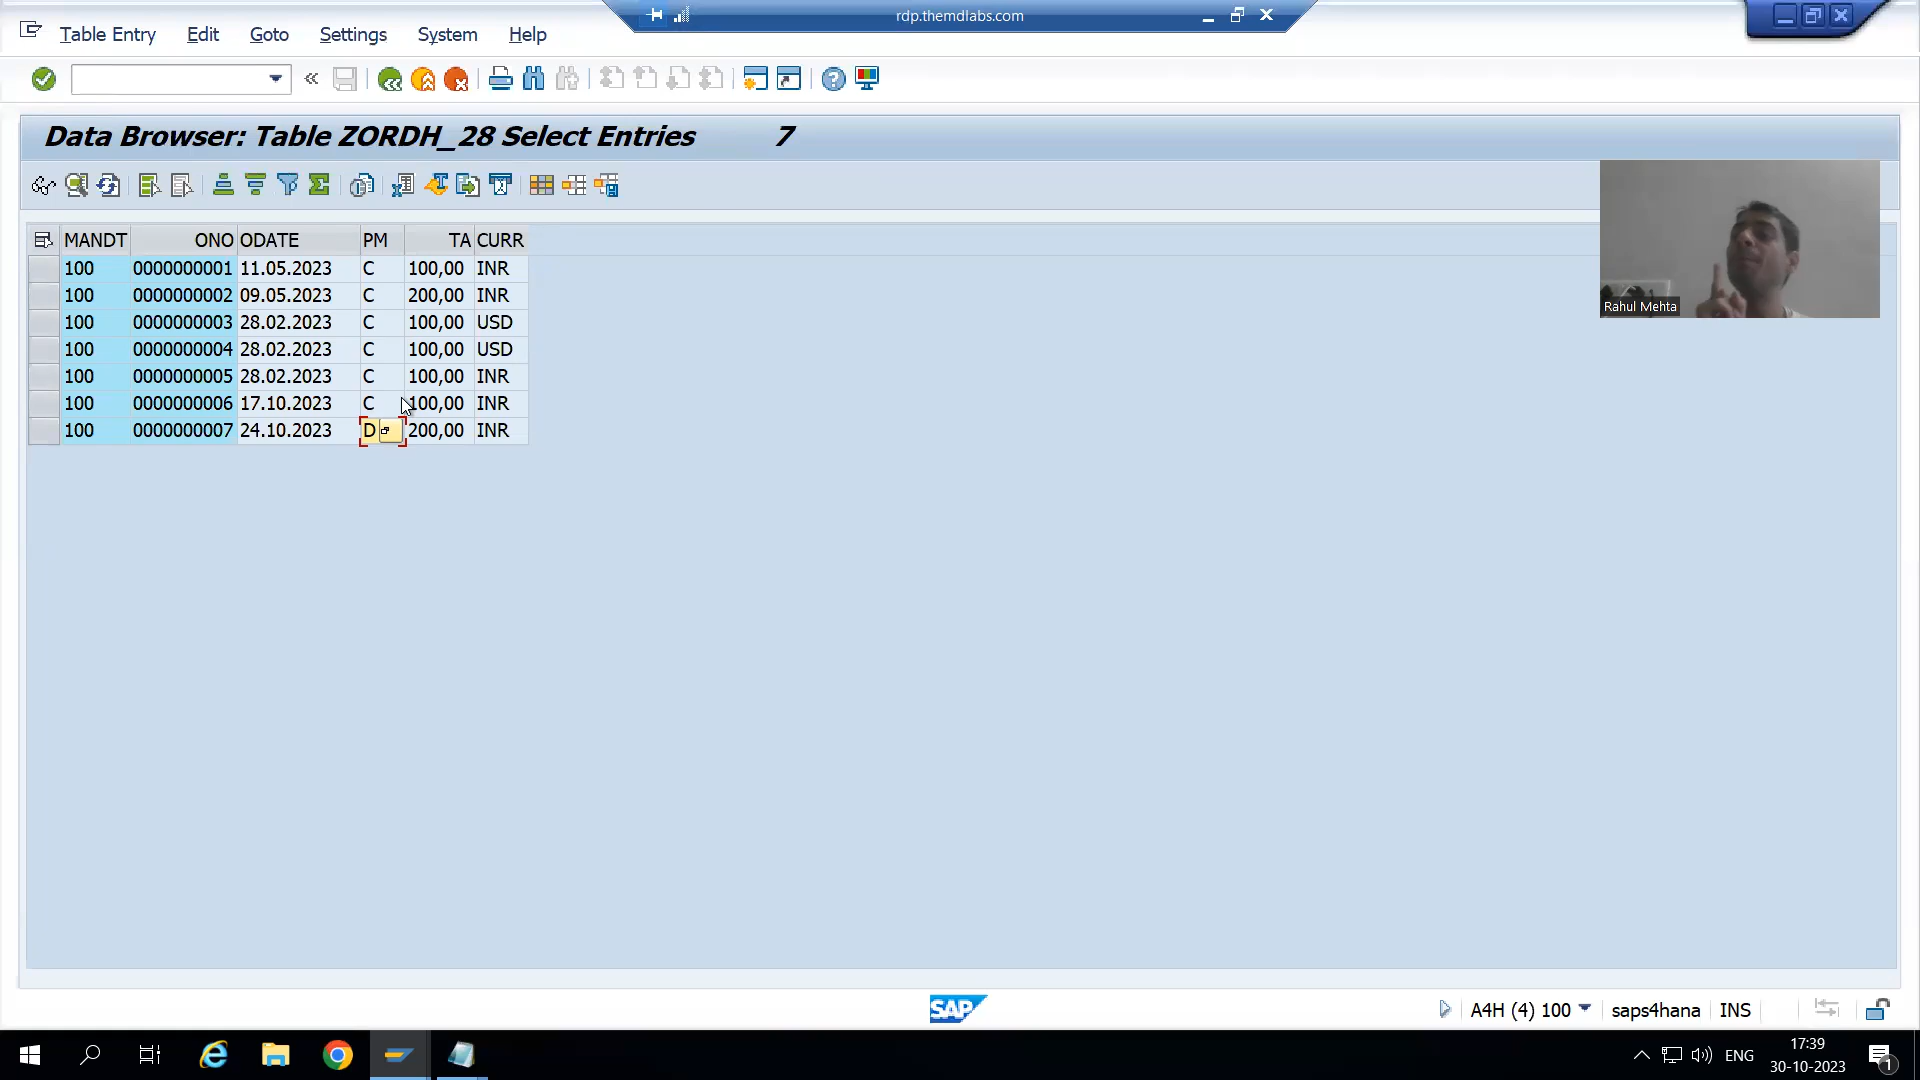 rdp.themdlabs.com
Table Entry Edit Goto Settings System Help
Data Browser: Table ZORDH_28 Select Entries 7
MANDT ONO ODATE PM TA CURR
100 0000000001 11.05.2023 C 100,00 INR
100 0000000002 09.05.2023 C 200,00 INR
100 0000000003 28.02.2023 C 100,00 USD
100 0000000004 28.02.2023 C 100,00 USD
100 0000000005 28.02.2023 C 100,00 INR
100 0000000006 17.10.2023 C 100,00 INR
100 0000000007 24.10.2023 D 200,00 INR
Rahul Mehta
SAP
A4H (4) 100 saps4hana INS
ENG
17:39
30-10-2023
1